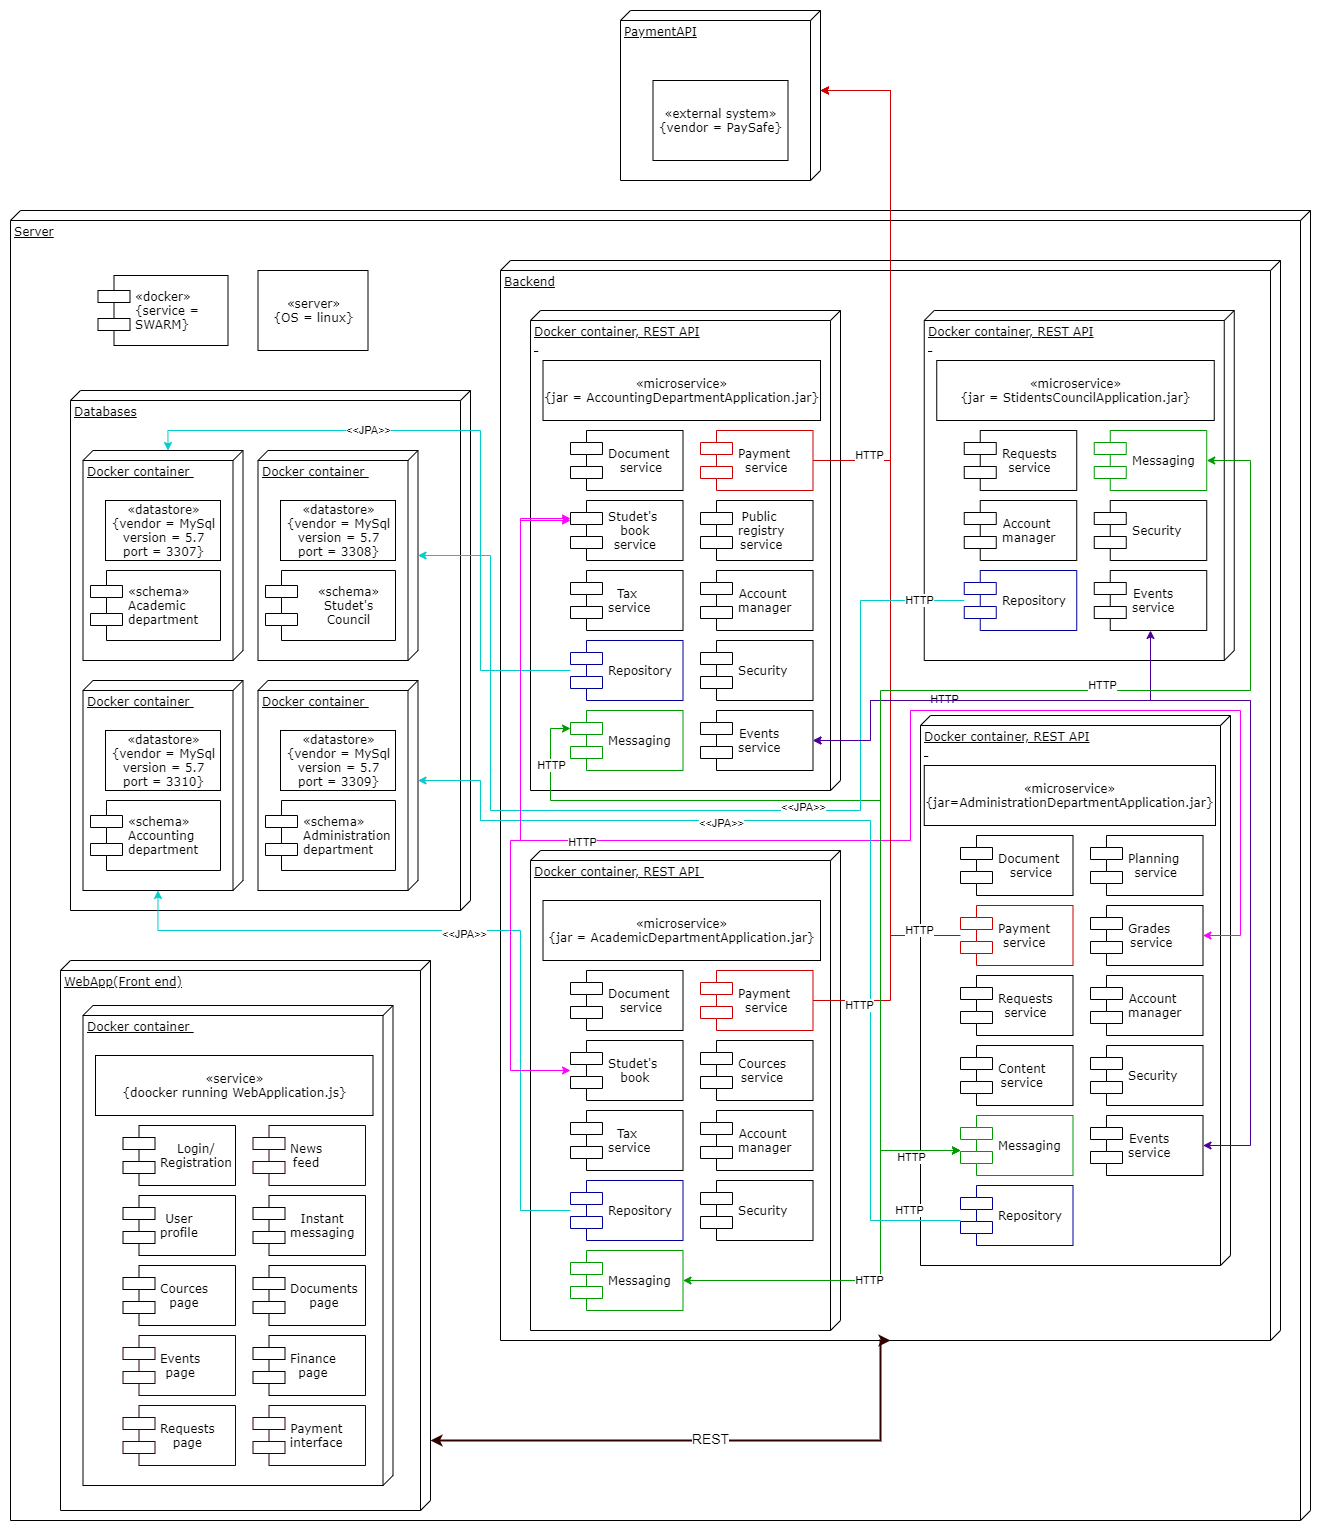 PaymentAPI
«external system»
{vendor = PaySafe}
Server
«docker»
{service =
SWARM}
«server»
{OS = linux}
Databases
<<JPA>>
Docker container
«datastore»
{vendor = MySql
version = 5.7
port = 3307}
«schema»
Academic
department
Docker container
«datastore»
{vendor = MySql
version = 5.7
port = 3308}
«schema»
Studet's
Council
Docker container
«datastore»
{vendor = MySql
version = 5.7
port = 3310}
«schema»
Accounting
department
Docker container
«datastore»
{vendor = MySql
version = 5.7
port = 3309}
«schema»
Administration
department
<<JPA>>
<<JPA>>
<<JPA>>
Backend
Docker container, REST API
«microservice»
{jar = AccountingDepartmentApplication.jar}
Document
service
Payment
service
HTTP
Studet's
book
service
Public
registry
service
Tax
service
Account
manager
Repository
Security
Messaging
Events
service
HTTP
Docker container, REST API
«microservice»
{jar = StidentsCouncilApplication.jar}
Requests
service
Messaging
Account
manager
Security
HTTP
Repository
Events
service
HTTP
HTTP
HTTP
Docker container, REST API
«microservice»
{jar = AcademicDepartmentApplication.jar}
Document
service
Payment
service
HTTP
Studet's
book
Cources
service
Tax
service
Account
manager
Repository
Security
Messaging
HTTP
Docker container, REST API
«microservice»
{jar=AdministrationDepartmentApplication.jar}
Document
service
Planning
service
HTTP
Payment
service
Grades
service
Requests
service
Account
manager
Content
service
Security
HTTP
Messaging
Events
service
HTTP
Repository
WebApp(Front end)
Docker container
«service»
{doocker running WebApplication.js}
Login/
Registration
News
feed
User
profile
Instant
messaging
Cources
page
Documents
page
Events
page
Finance
page
Requests
page
Payment
interface
REST